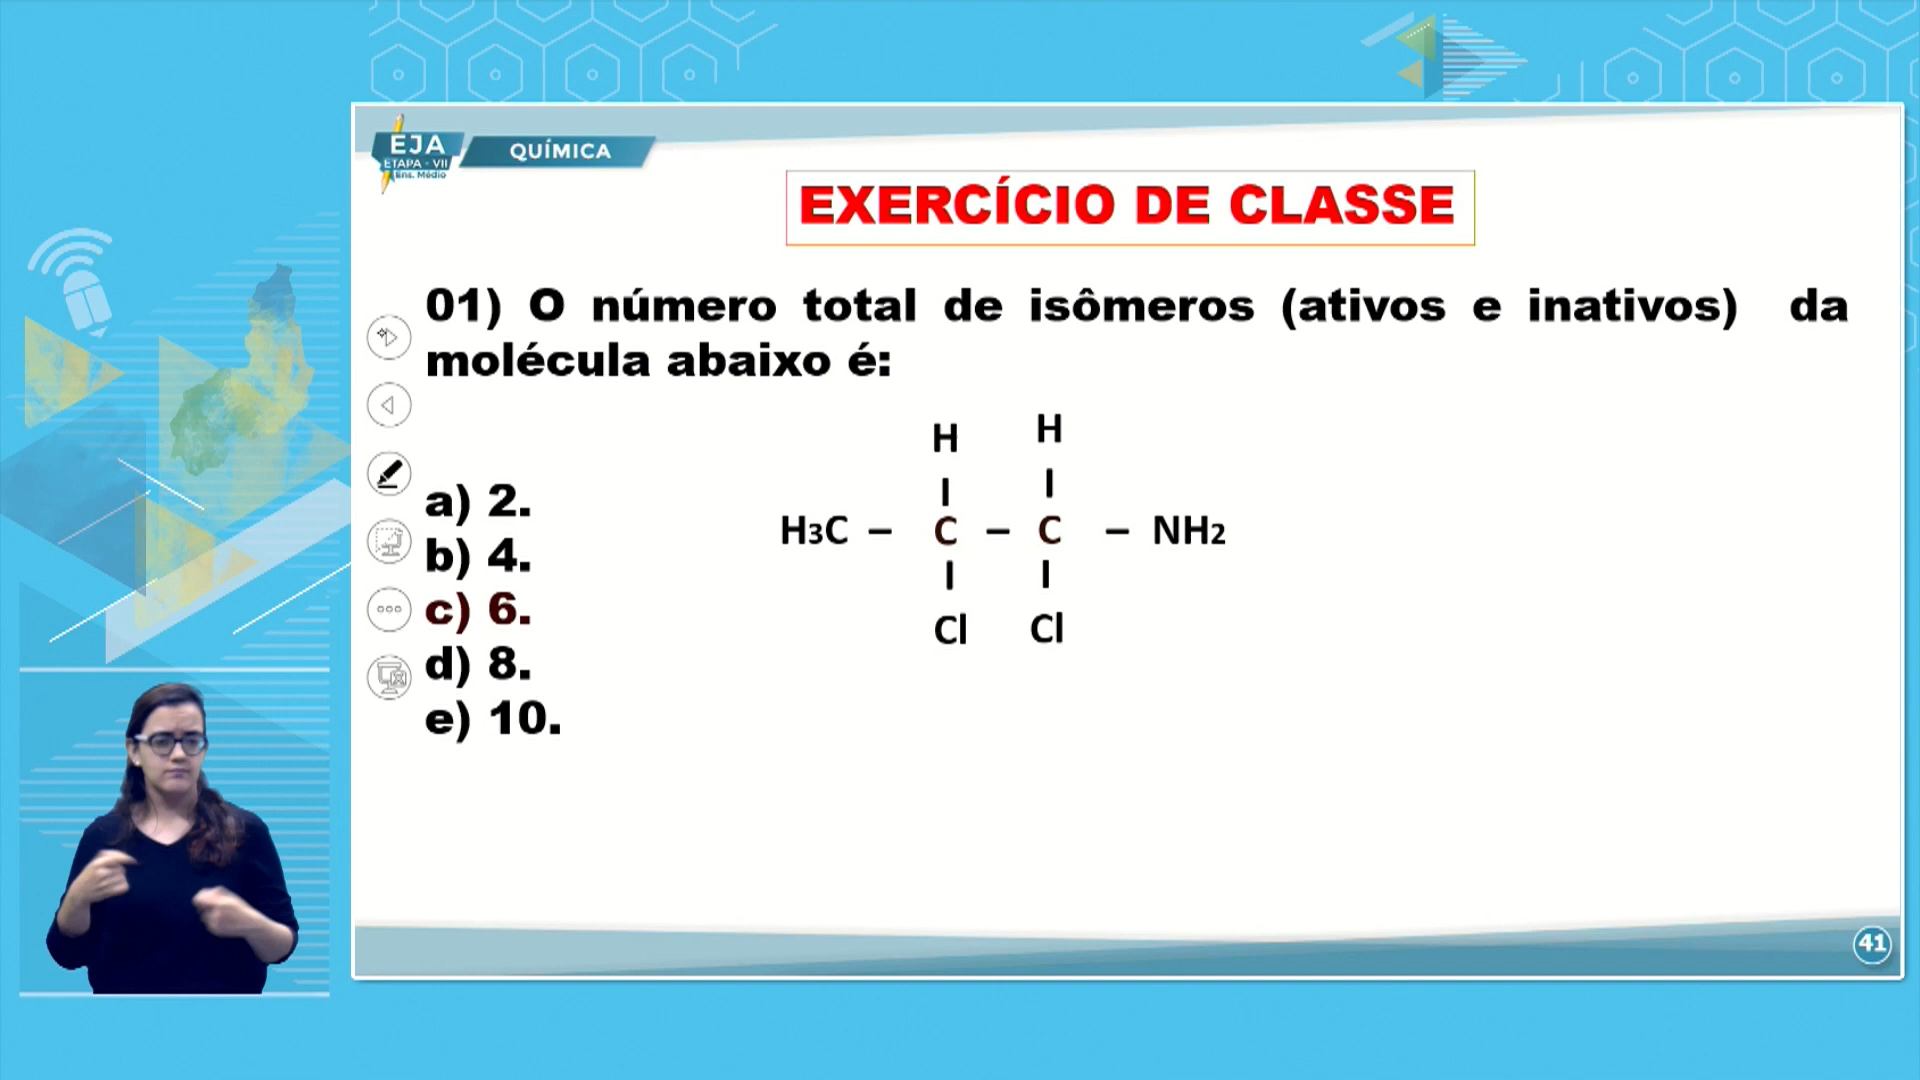 EJA
ETAPA - VII
Ens. Médio
QUÍMICA
EXERCÍCIO DE CLASSE
01) O número total de isômeros (ativos e inativos) da
molécula abaixo é:
a) 2.
b) 4.
c) 6.
d) 8.
e) 10.
H H
H3C – C – C – NH2
Cl Cl
41